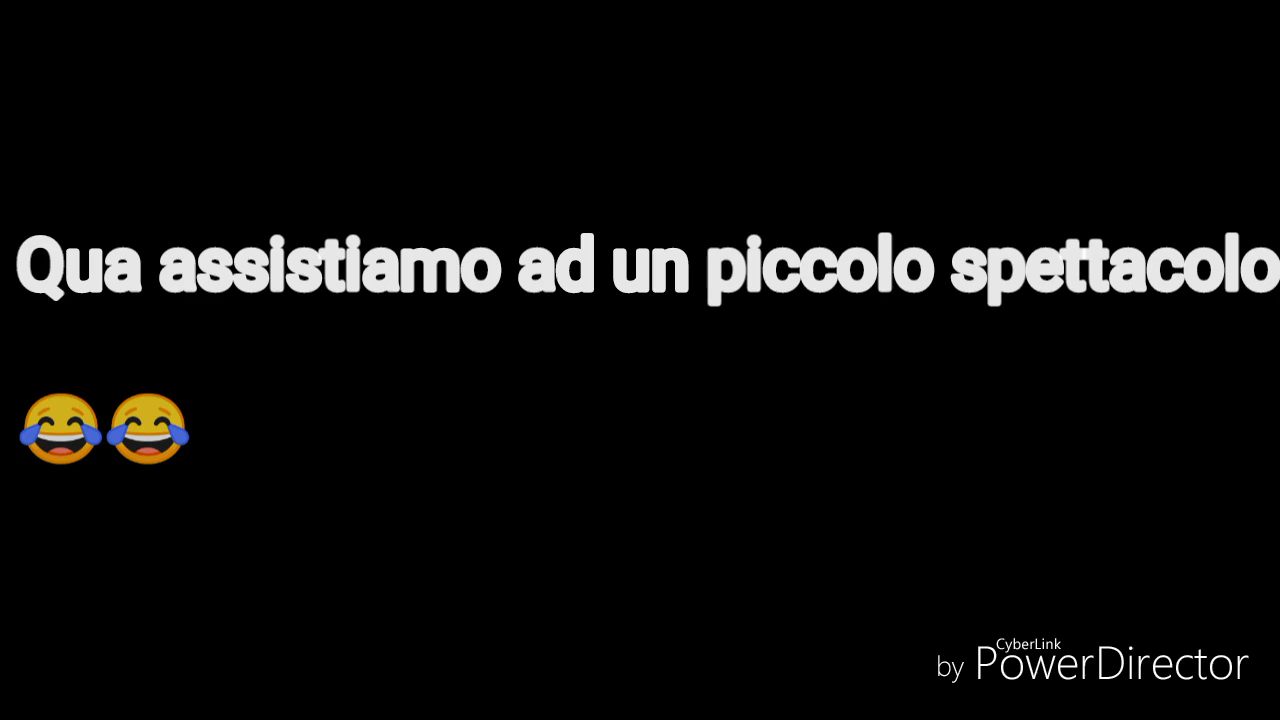 Qua assistiamo ad un piccolo spettacolo
😂😂
CyberLink
by PowerDirector